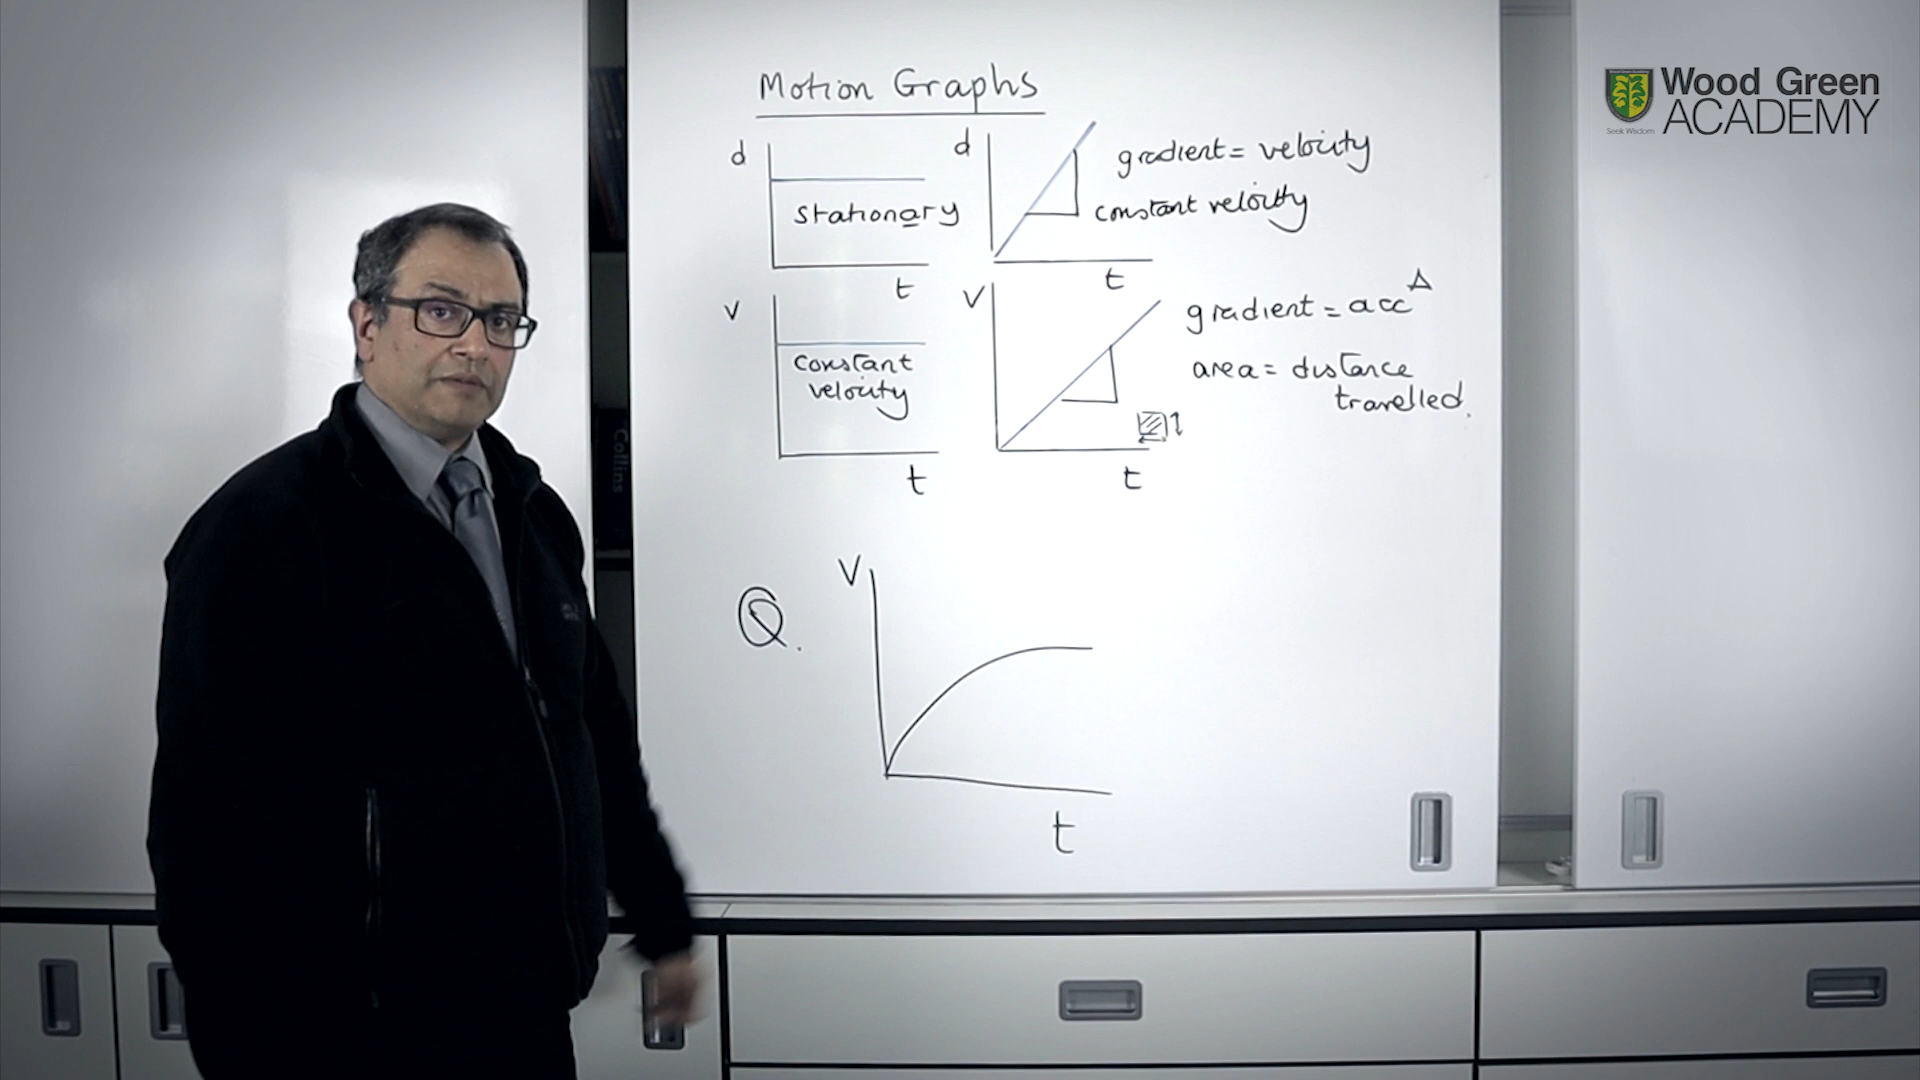 Wood Green
ACADEMY
Seek Wisdom
Motion Graphs
d
stationary
t
d
gradient = velocity
constant velocity
t
v
constant
velocity
t
v
gradient = acc^Δ
area = distance
travelled.
t
Q.
v
t
Collins